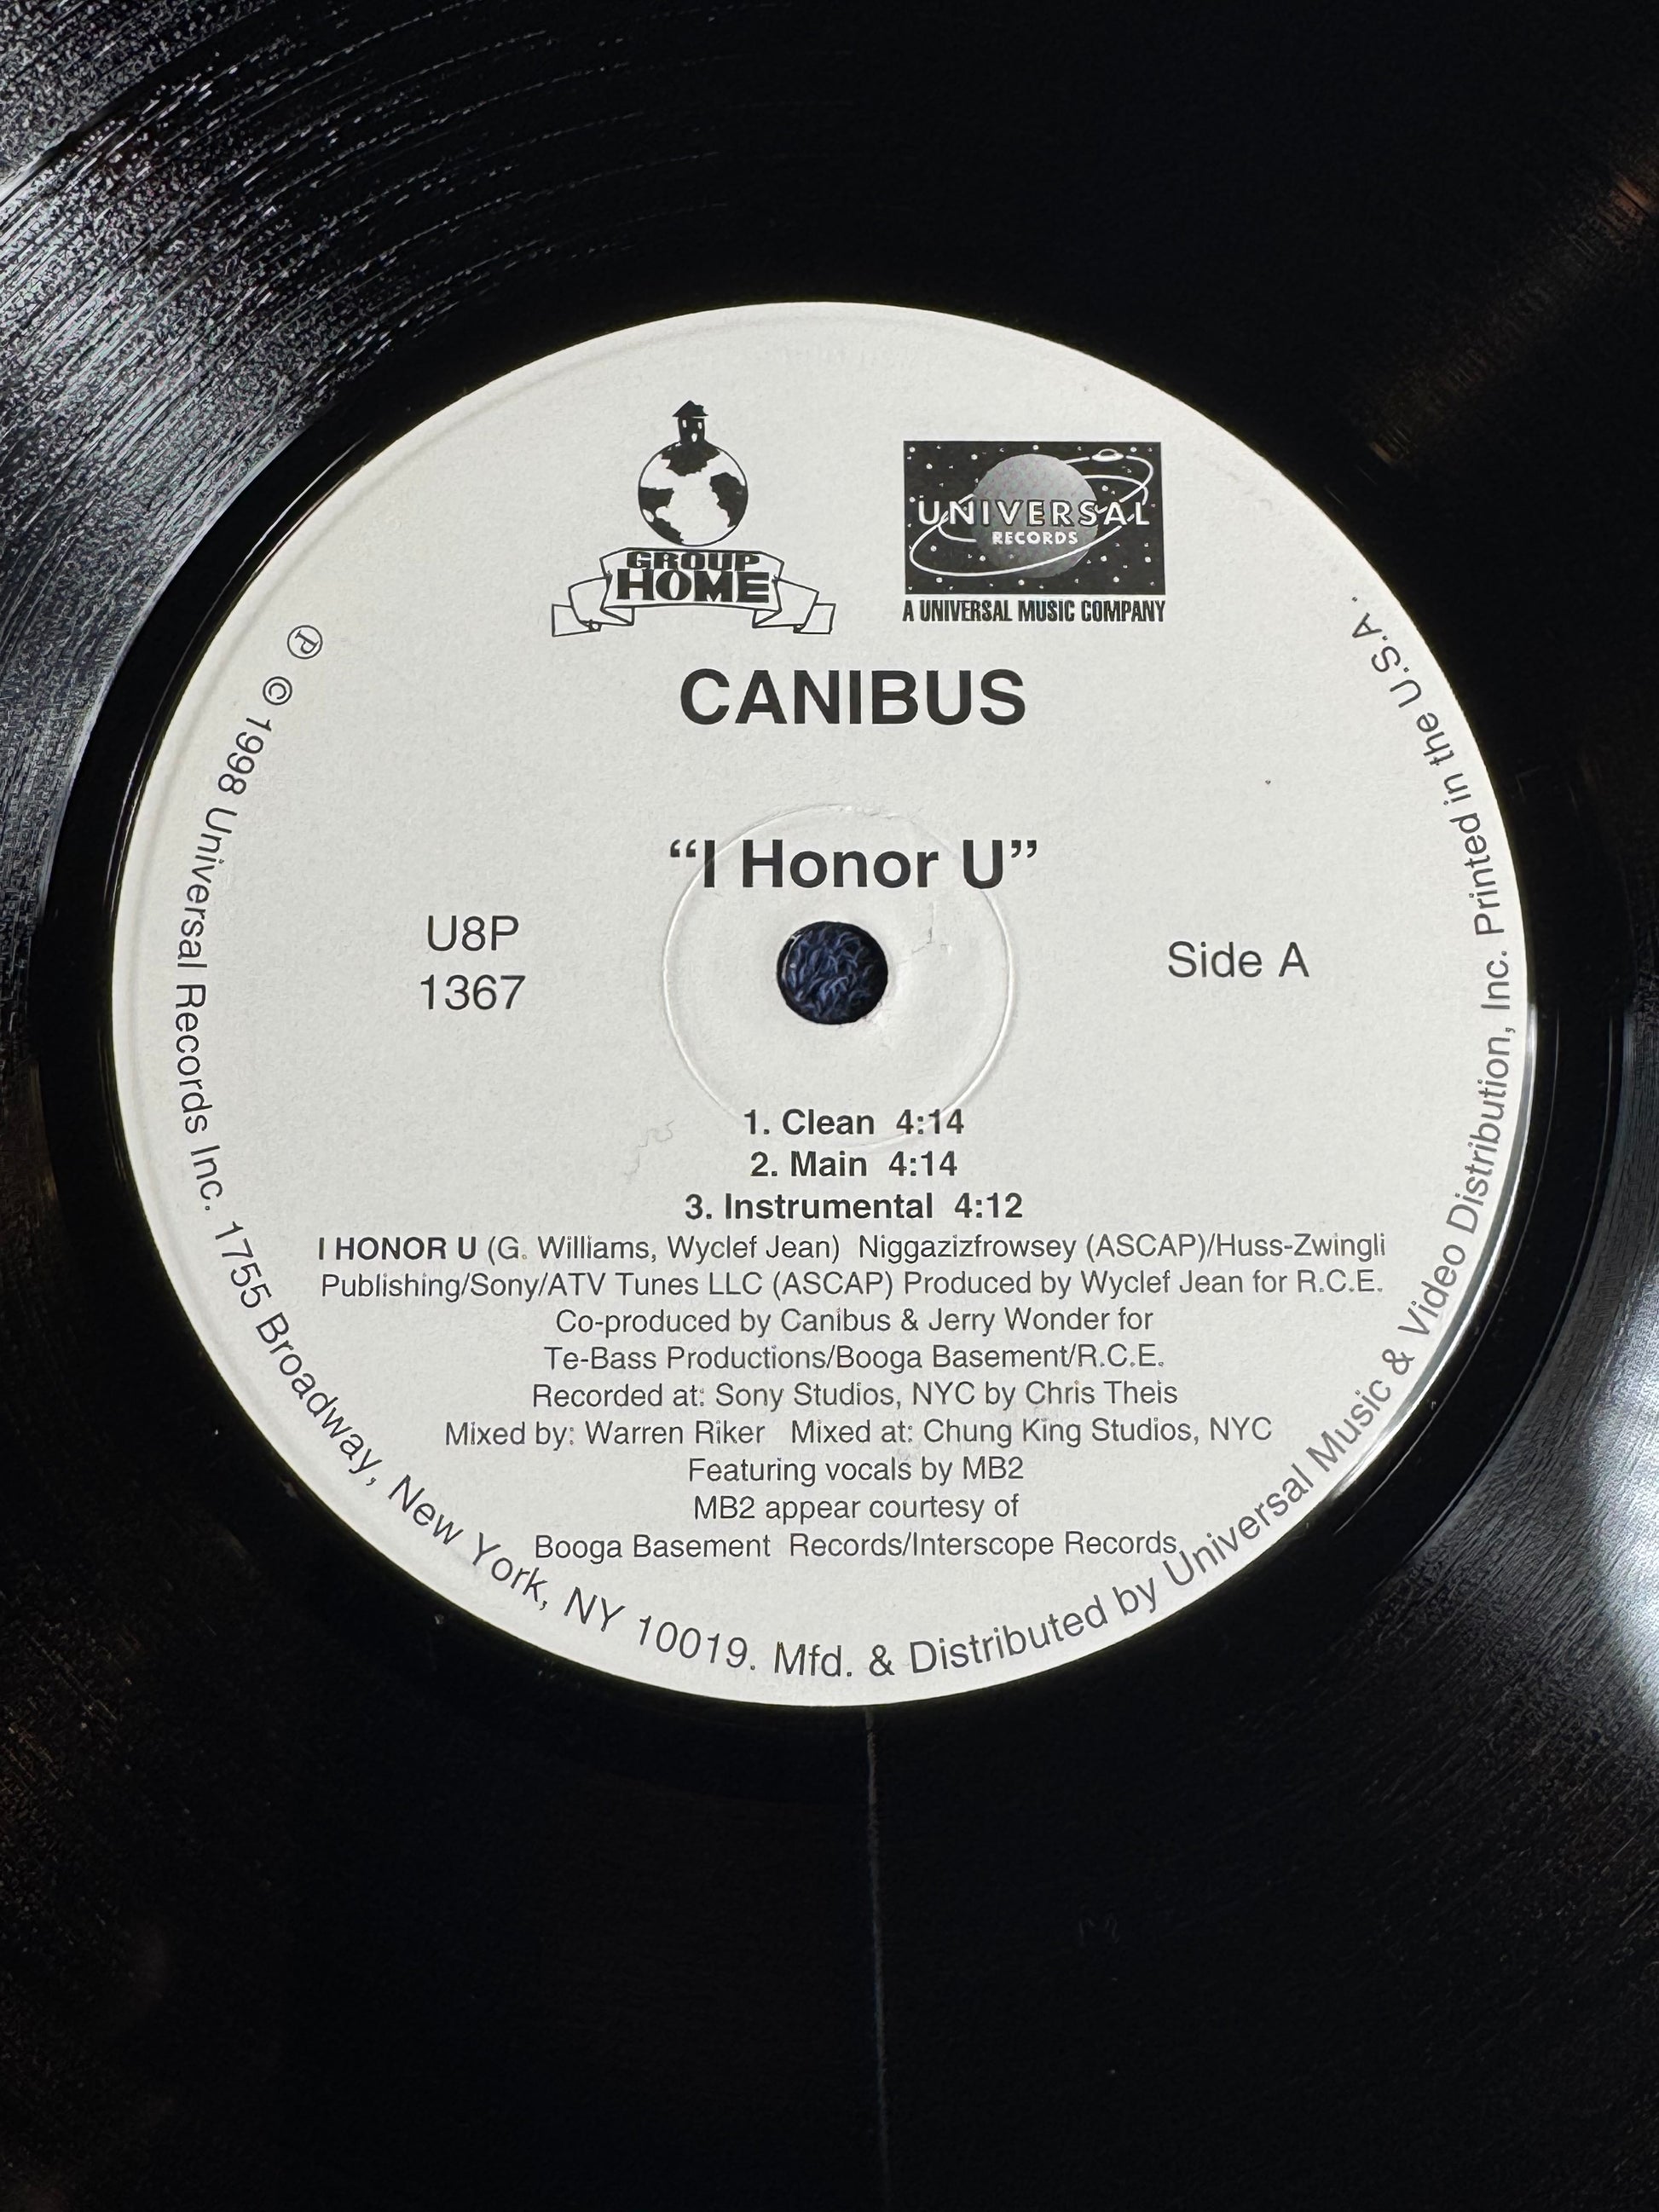 GROUP
HOME
UNIVERSAL
RECORDS
A UNIVERSAL MUSIC COMPANY
CANIBUS
“I Honor U”
U8P
1367
Side A
1. Clean 4:14
2. Main 4:14
3. Instrumental 4:12
I HONOR U (G. Williams, Wyclef Jean) Niggazizfrowsey (ASCAP)/Huss-Zwingli
Publishing/Sony/ATV Tunes LLC (ASCAP) Produced by Wyclef Jean for R.C.E.
Co-produced by Canibus & Jerry Wonder for
Te-Bass Productions/Booga Basement/R.C.E.
Recorded at: Sony Studios, NYC by Chris Theis
Mixed by: Warren Riker Mixed at: Chung King Studios, NYC
Featuring vocals by MB2
MB2 appear courtesy of
Booga Basement Records/Interscope Records
℗ © 1998 Universal Records Inc. 1755 Broadway, New York, NY 10019. Mfd. & Distributed by Universal Music & Video Distribution, Inc. Printed in the U.S.A.